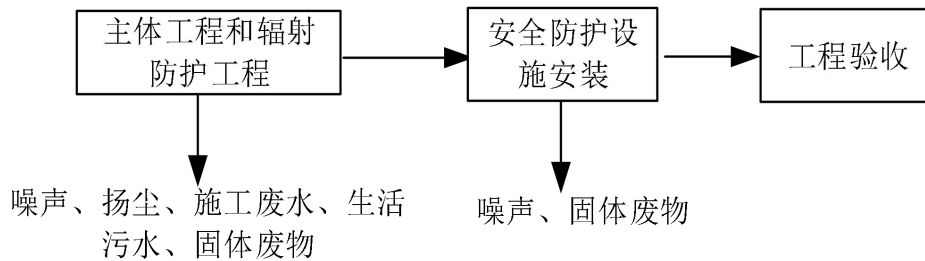 主体工程和辐射
防护工程
安全防护设
施安装
工程验收
噪声、扬尘、施工废水、生活
污水、固体废物
噪声、固体废物